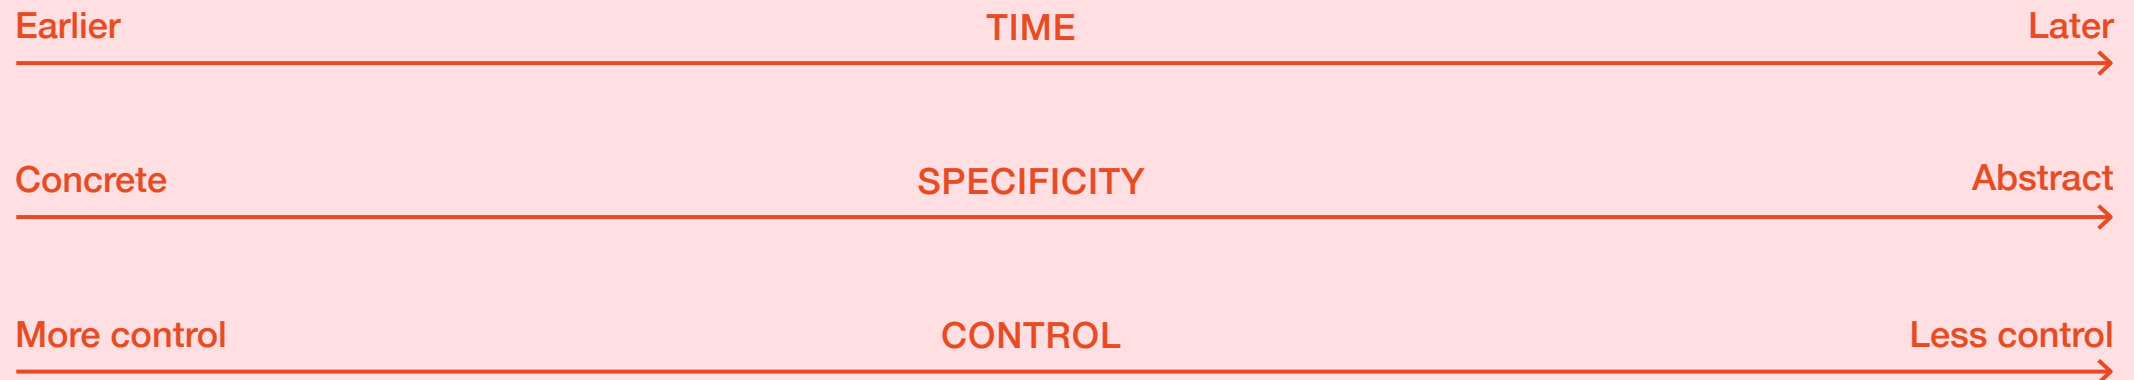 Earlier TIME Later
Concrete SPECIFICITY Abstract
More control CONTROL Less control